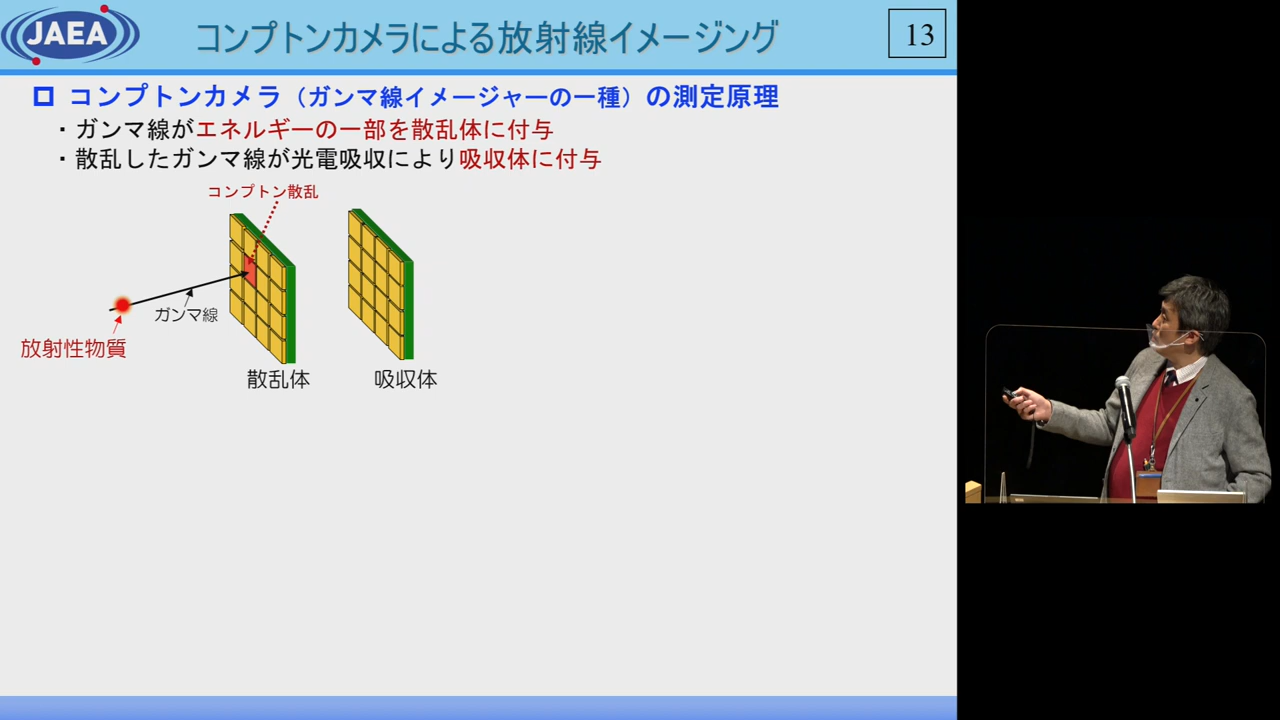 JAEA
コンプトンカメラによる放射線イメージング
13
コンプトンカメラ（ガンマ線イメージャーの一種）の測定原理
・ガンマ線がエネルギーの一部を散乱体に付与
・散乱したガンマ線が光電吸収により吸収体に付与
コンプトン散乱
ガンマ線
放射性物質
散乱体
吸収体